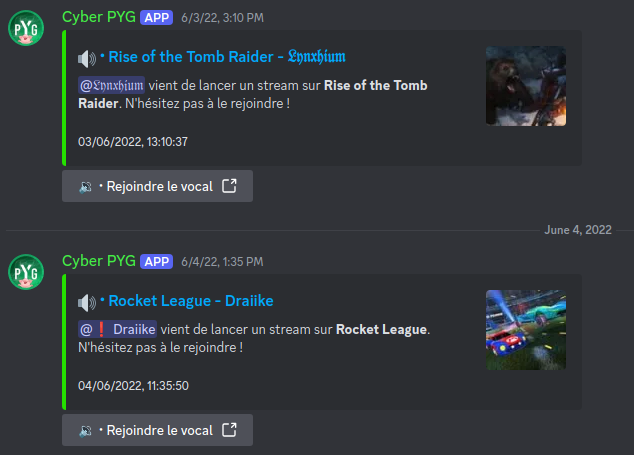 PYG
Cyber PYG APP 6/3/22, 3:10 PM
🔊 • Rise of the Tomb Raider - 𝕷𝖞𝖓𝖝𝖍𝖎𝖚𝖒
@𝕷𝖞𝖓𝖝𝖍𝖎𝖚𝖒 vient de lancer un stream sur Rise of the Tomb
Raider. N'hésitez pas à le rejoindre !
03/06/2022, 13:10:37
🔉 • Rejoindre le vocal
June 4, 2022
PYG
Cyber PYG APP 6/4/22, 1:35 PM
🔊 • Rocket League - Draiike
@❗ Draiike vient de lancer un stream sur Rocket League.
N'hésitez pas à le rejoindre !
04/06/2022, 11:35:50
🔉 • Rejoindre le vocal